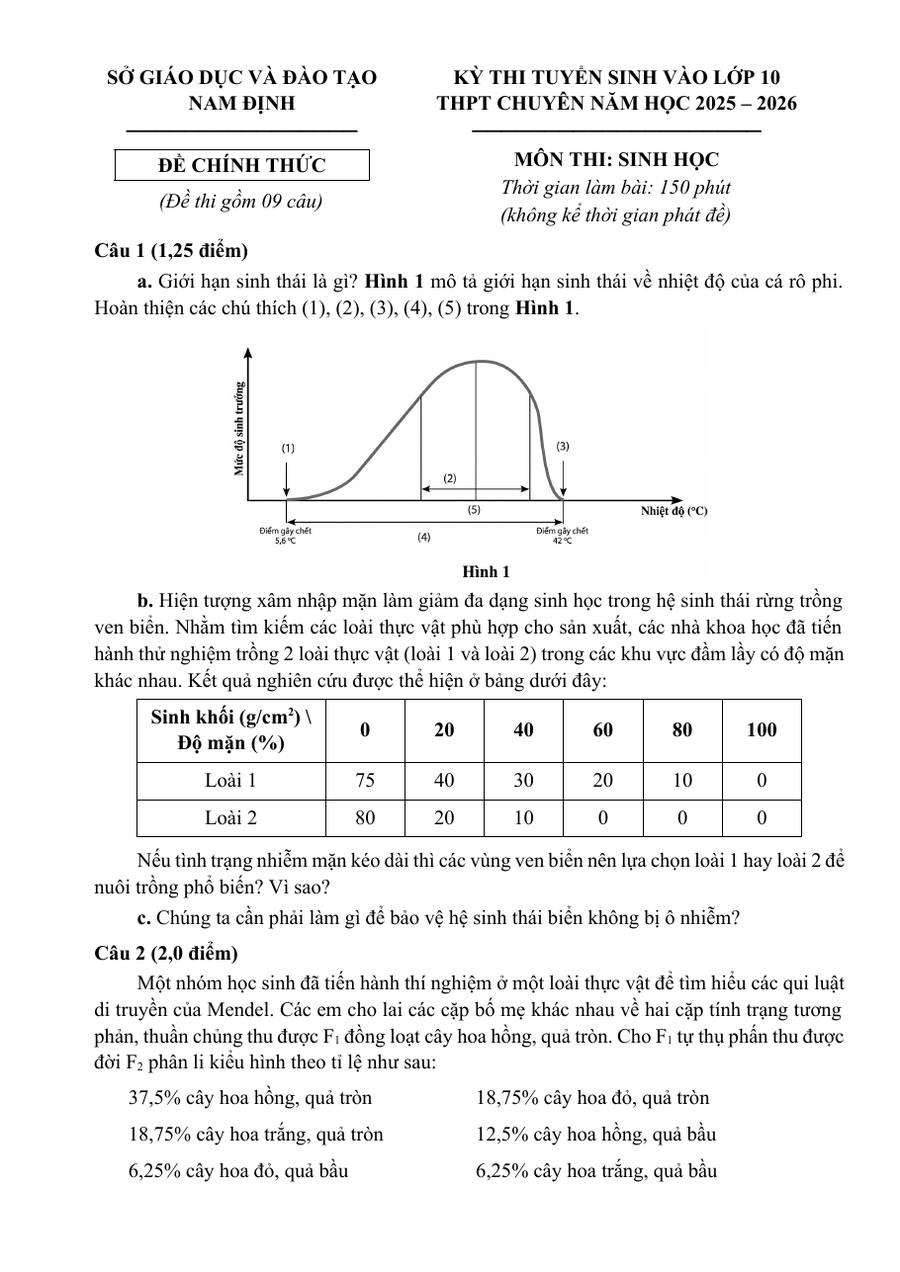 SỞ GIÁO DỤC VÀ ĐÀO TẠO
NAM ĐỊNH
KỲ THI TUYỂN SINH VÀO LỚP 10
THPT CHUYÊN NĂM HỌC 2025 – 2026
ĐỀ CHÍNH THỨC
(Đề thi gồm 09 câu)
MÔN THI: SINH HỌC
Thời gian làm bài: 150 phút
(không kể thời gian phát đề)
Câu 1 (1,25 điểm)
a. Giới hạn sinh thái là gì? Hình 1 mô tả giới hạn sinh thái về nhiệt độ của cá rô phi.
Hoàn thiện các chú thích (1), (2), (3), (4), (5) trong Hình 1.
Mức độ sinh trưởng
(1)
(3)
(2)
(5)
Nhiệt độ (°C)
Điểm gây chết
5,6 °C
(4)
Điểm gây chết
42 °C
Hình 1
b. Hiện tượng xâm nhập mặn làm giảm đa dạng sinh học trong hệ sinh thái rừng trồng
ven biển. Nhằm tìm kiếm các loài thực vật phù hợp cho sản xuất, các nhà khoa học đã tiến
hành thử nghiệm trồng 2 loài thực vật (loài 1 và loài 2) trong các khu vực đầm lầy có độ mặn
khác nhau. Kết quả nghiên cứu được thể hiện ở bảng dưới đây:
Sinh khối (g/cm²) \
Độ mặn (%)
0 20 40 60 80 100
Loài 1 75 40 30 20 10 0
Loài 2 80 20 10 0 0 0
Nếu tình trạng nhiễm mặn kéo dài thì các vùng ven biển nên lựa chọn loài 1 hay loài 2 để
nuôi trồng phổ biến? Vì sao?
c. Chúng ta cần phải làm gì để bảo vệ hệ sinh thái biển không bị ô nhiễm?
Câu 2 (2,0 điểm)
Một nhóm học sinh đã tiến hành thí nghiệm ở một loài thực vật để tìm hiểu các qui luật
di truyền của Mendel. Các em cho lai các cặp bố mẹ khác nhau về hai cặp tính trạng tương
phản, thuần chủng thu được F₁ đồng loạt cây hoa hồng, quả tròn. Cho F₁ tự thụ phấn thu được
đời F₂ phân li kiểu hình theo tỉ lệ như sau:
37,5% cây hoa hồng, quả tròn 18,75% cây hoa đỏ, quả tròn
18,75% cây hoa trắng, quả tròn 12,5% cây hoa hồng, quả bầu
6,25% cây hoa đỏ, quả bầu 6,25% cây hoa trắng, quả bầu